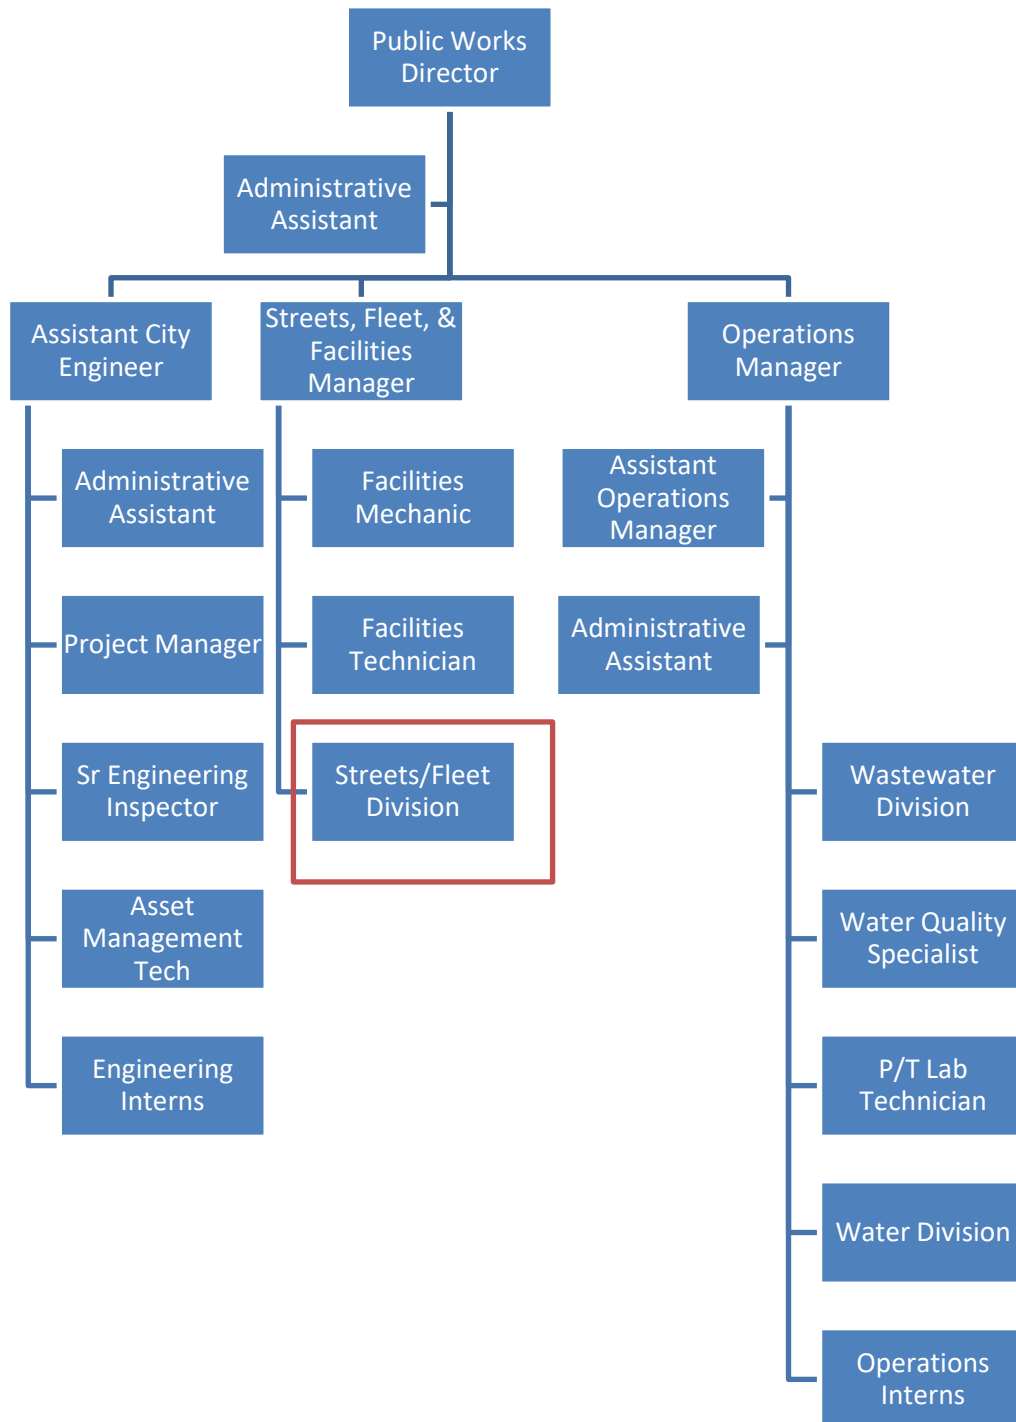 Public Works
Director
Administrative
Assistant
Assistant City
Engineer
Streets, Fleet, &
Facilities
Manager
Operations
Manager
Administrative
Assistant
Project Manager
Sr Engineering
Inspector
Asset
Management
Tech
Engineering
Interns
Facilities
Mechanic
Facilities
Technician
Streets/Fleet
Division
Assistant
Operations
Manager
Administrative
Assistant
Wastewater
Division
Water Quality
Specialist
P/T Lab
Technician
Water Division
Operations
Interns